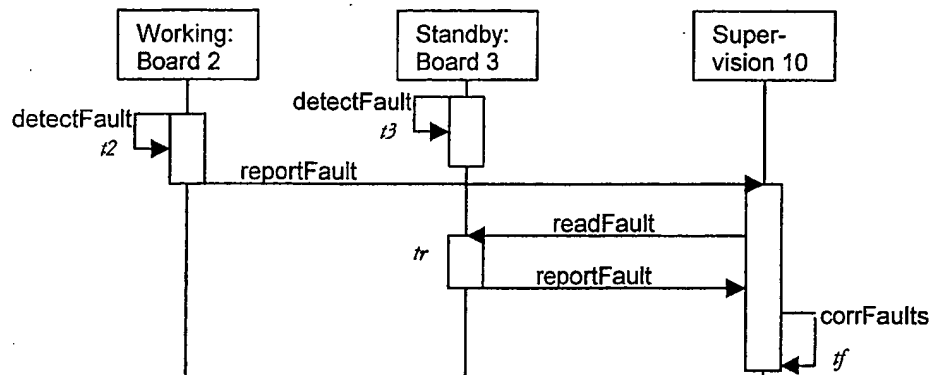 Working:
Board 2
Standby:
Board 3
Super-
vision 10
detectFault
t2
detectFault
t3
reportFault
readFault
tr
reportFault
corrFaults
tf